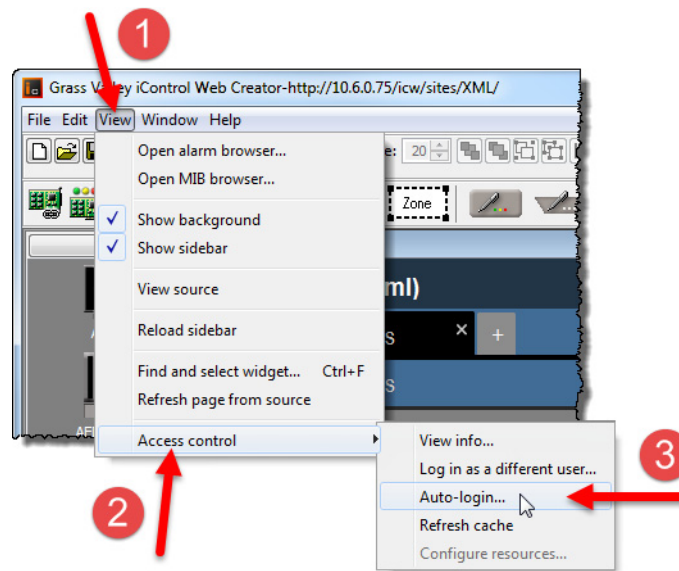 1
Grass Valley iControl Web Creator-http://10.6.0.75/icw/sites/XML/
File Edit View Window Help
Open alarm browser...
e: 20
Open MIB browser...
Zone
Show background
Show sidebar
View source
ml)
Reload sidebar
s × +
Find and select widget... Ctrl+F
s
Refresh page from source
Access control
View info...
Log in as a different user...
3
Auto-login...
2
Refresh cache
Configure resources...